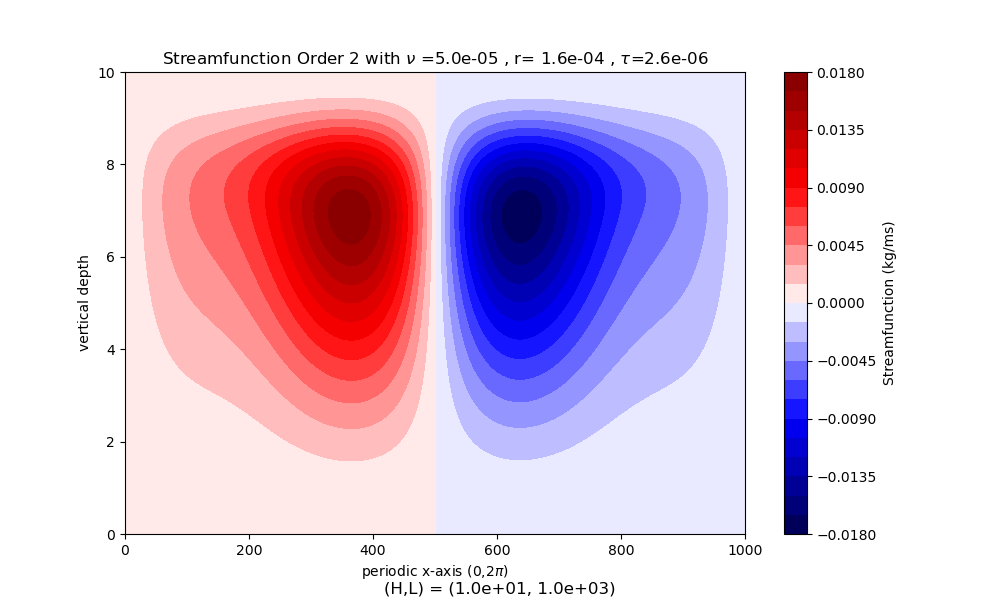 Streamfunction Order 2 with ν =5.0e-05 , r= 1.6e-04 , τ=2.6e-06
10
8
6
4
2
0
vertical depth
0 200 400 600 800 1000
periodic x-axis (0,2π)
(H,L) = (1.0e+01, 1.0e+03)
0.0180
0.0135
0.0090
0.0045
0.0000
−0.0045
−0.0090
−0.0135
−0.0180
Streamfunction (kg/ms)